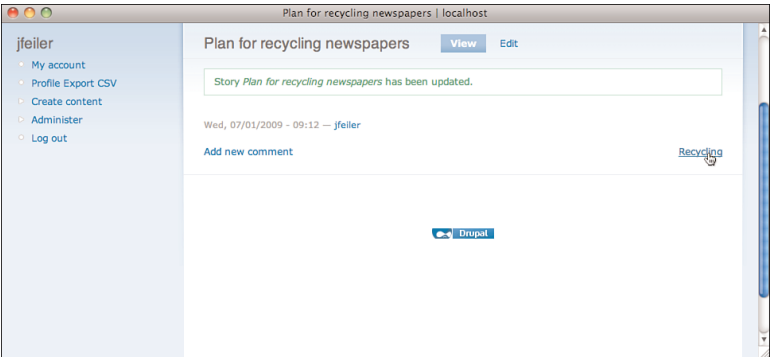 Plan for recycling newspapers | localhost
jfeiler
My account
Profile Export CSV
Create content
Administer
Log out
Plan for recycling newspapers
View
Edit
Story Plan for recycling newspapers has been updated.
Wed, 07/01/2009 - 09:12 — jfeiler
Add new comment
Recycling
Drupal